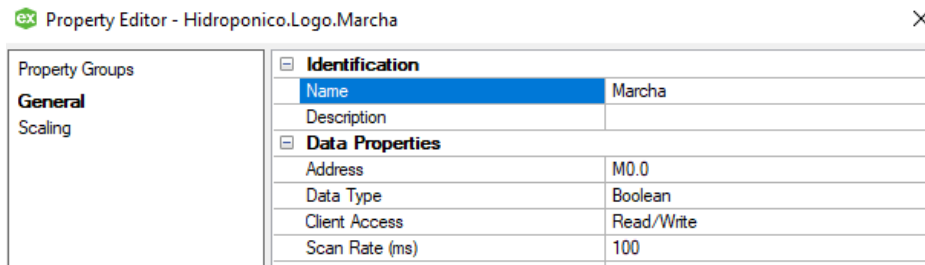 ex Property Editor - Hidroponico.Logo.Marcha
Property Groups
General
Scaling
Identification
Name Marcha
Description
Data Properties
Address M0.0
Data Type Boolean
Client Access Read/Write
Scan Rate (ms) 100